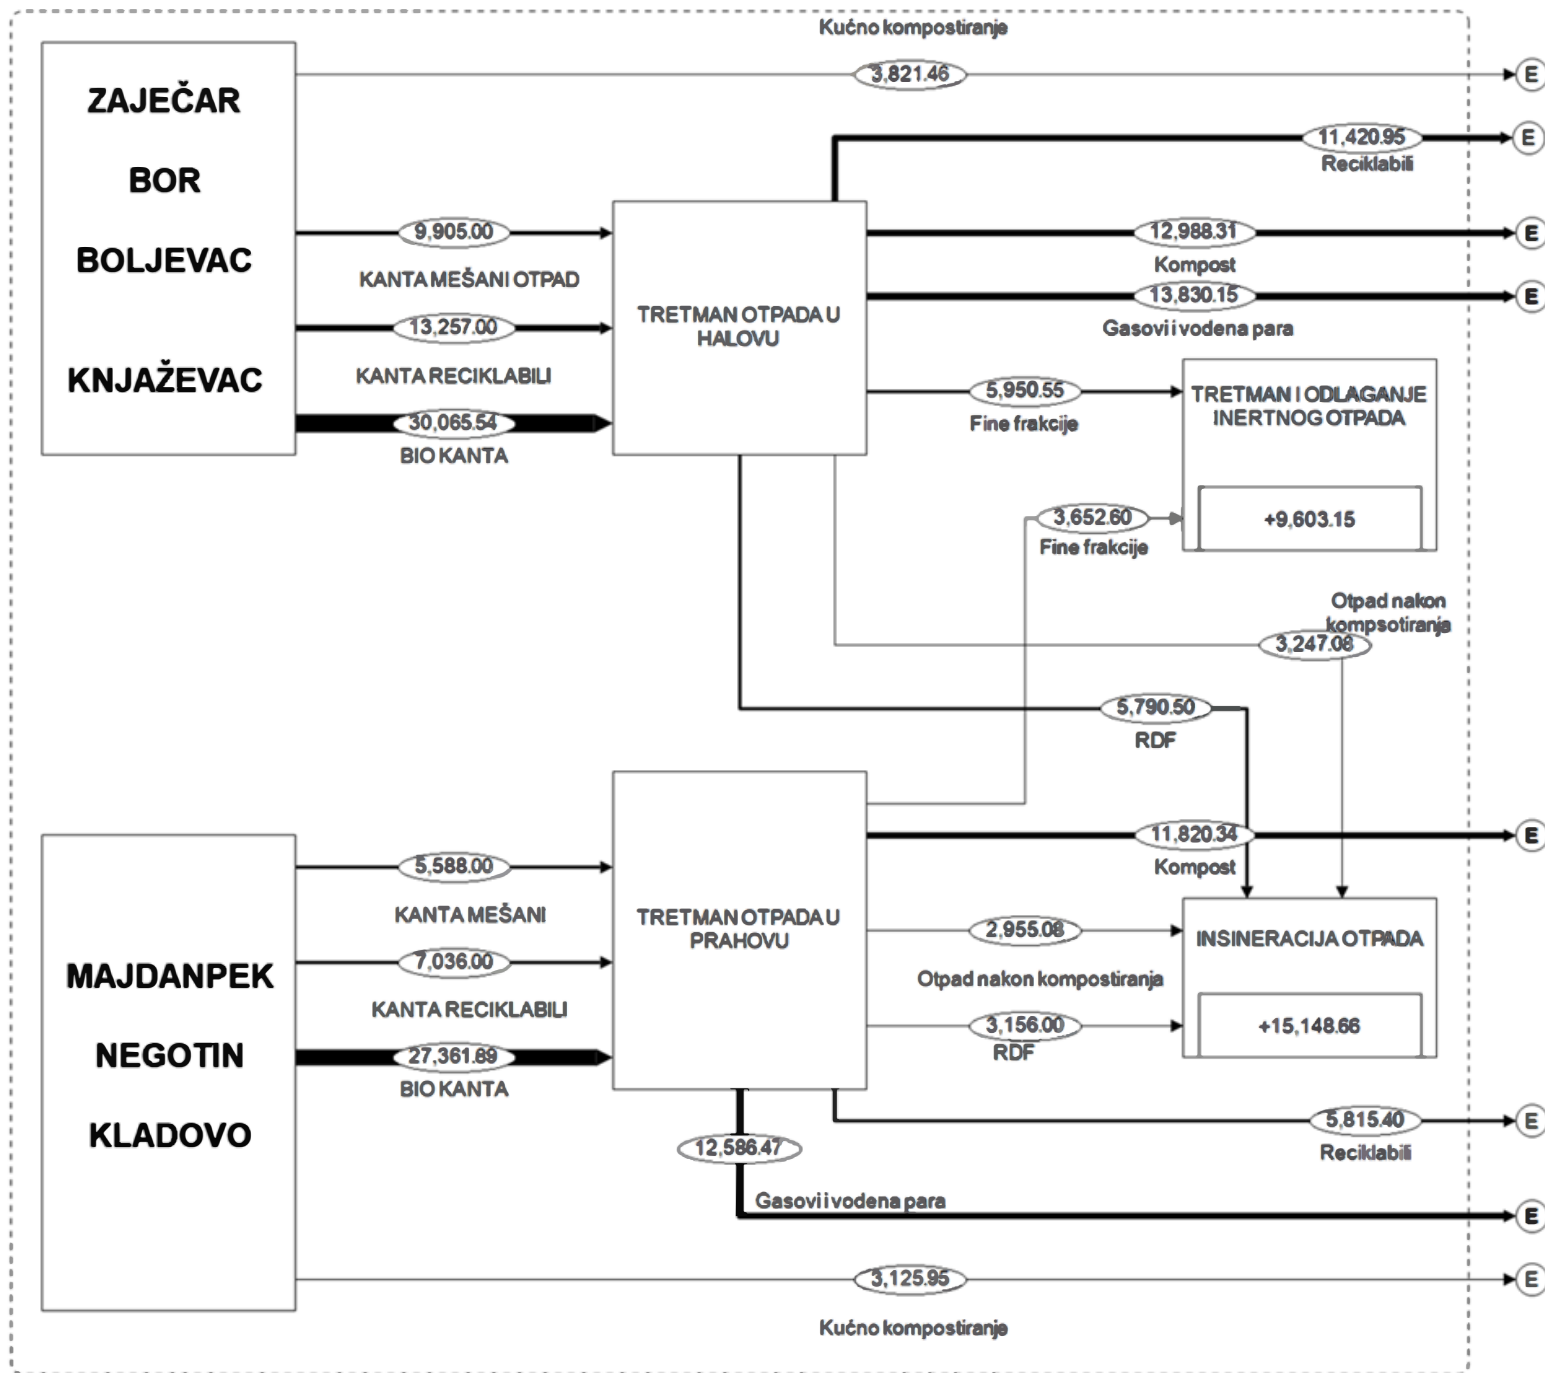 Kućno kompostiranje
3,821.46
E
ZAJEČAR
BOR
BOLJEVAC
KNJAŽEVAC
11,420.95
E
Reciklabili
9,905.00
KANTA MEŠANI OTPAD
13,257.00
KANTA RECIKLABILI
30,065.54
BIO KANTA
TRETMAN OTPADA U
HALOVU
12,988.31
E
Kompost
13,830.15
E
Gasovi i vodena para
5,950.55
Fine frakcije
TRETMAN I ODLAGANJE
INERTNOG OTPADA
+9,603.15
3,652.60
Fine frakcije
Otpad nakon
kompsotiranja
3,247.08
5,790.50
RDF
MAJDANPEK
NEGOTIN
KLADOVO
5,588.00
KANTA MEŠANI
7,036.00
KANTA RECIKLABILI
27,361.89
BIO KANTA
TRETMAN OTPADA U
PRAHOVU
11,820.34
E
Kompost
2,955.08
Otpad nakon kompostiranja
3,156.00
RDF
INSINERACIJA OTPADA
+15,148.66
5,815.40
E
Reciklabili
12,586.47
Gasovi i vodena para
E
3,125.95
E
Kućno kompostiranje